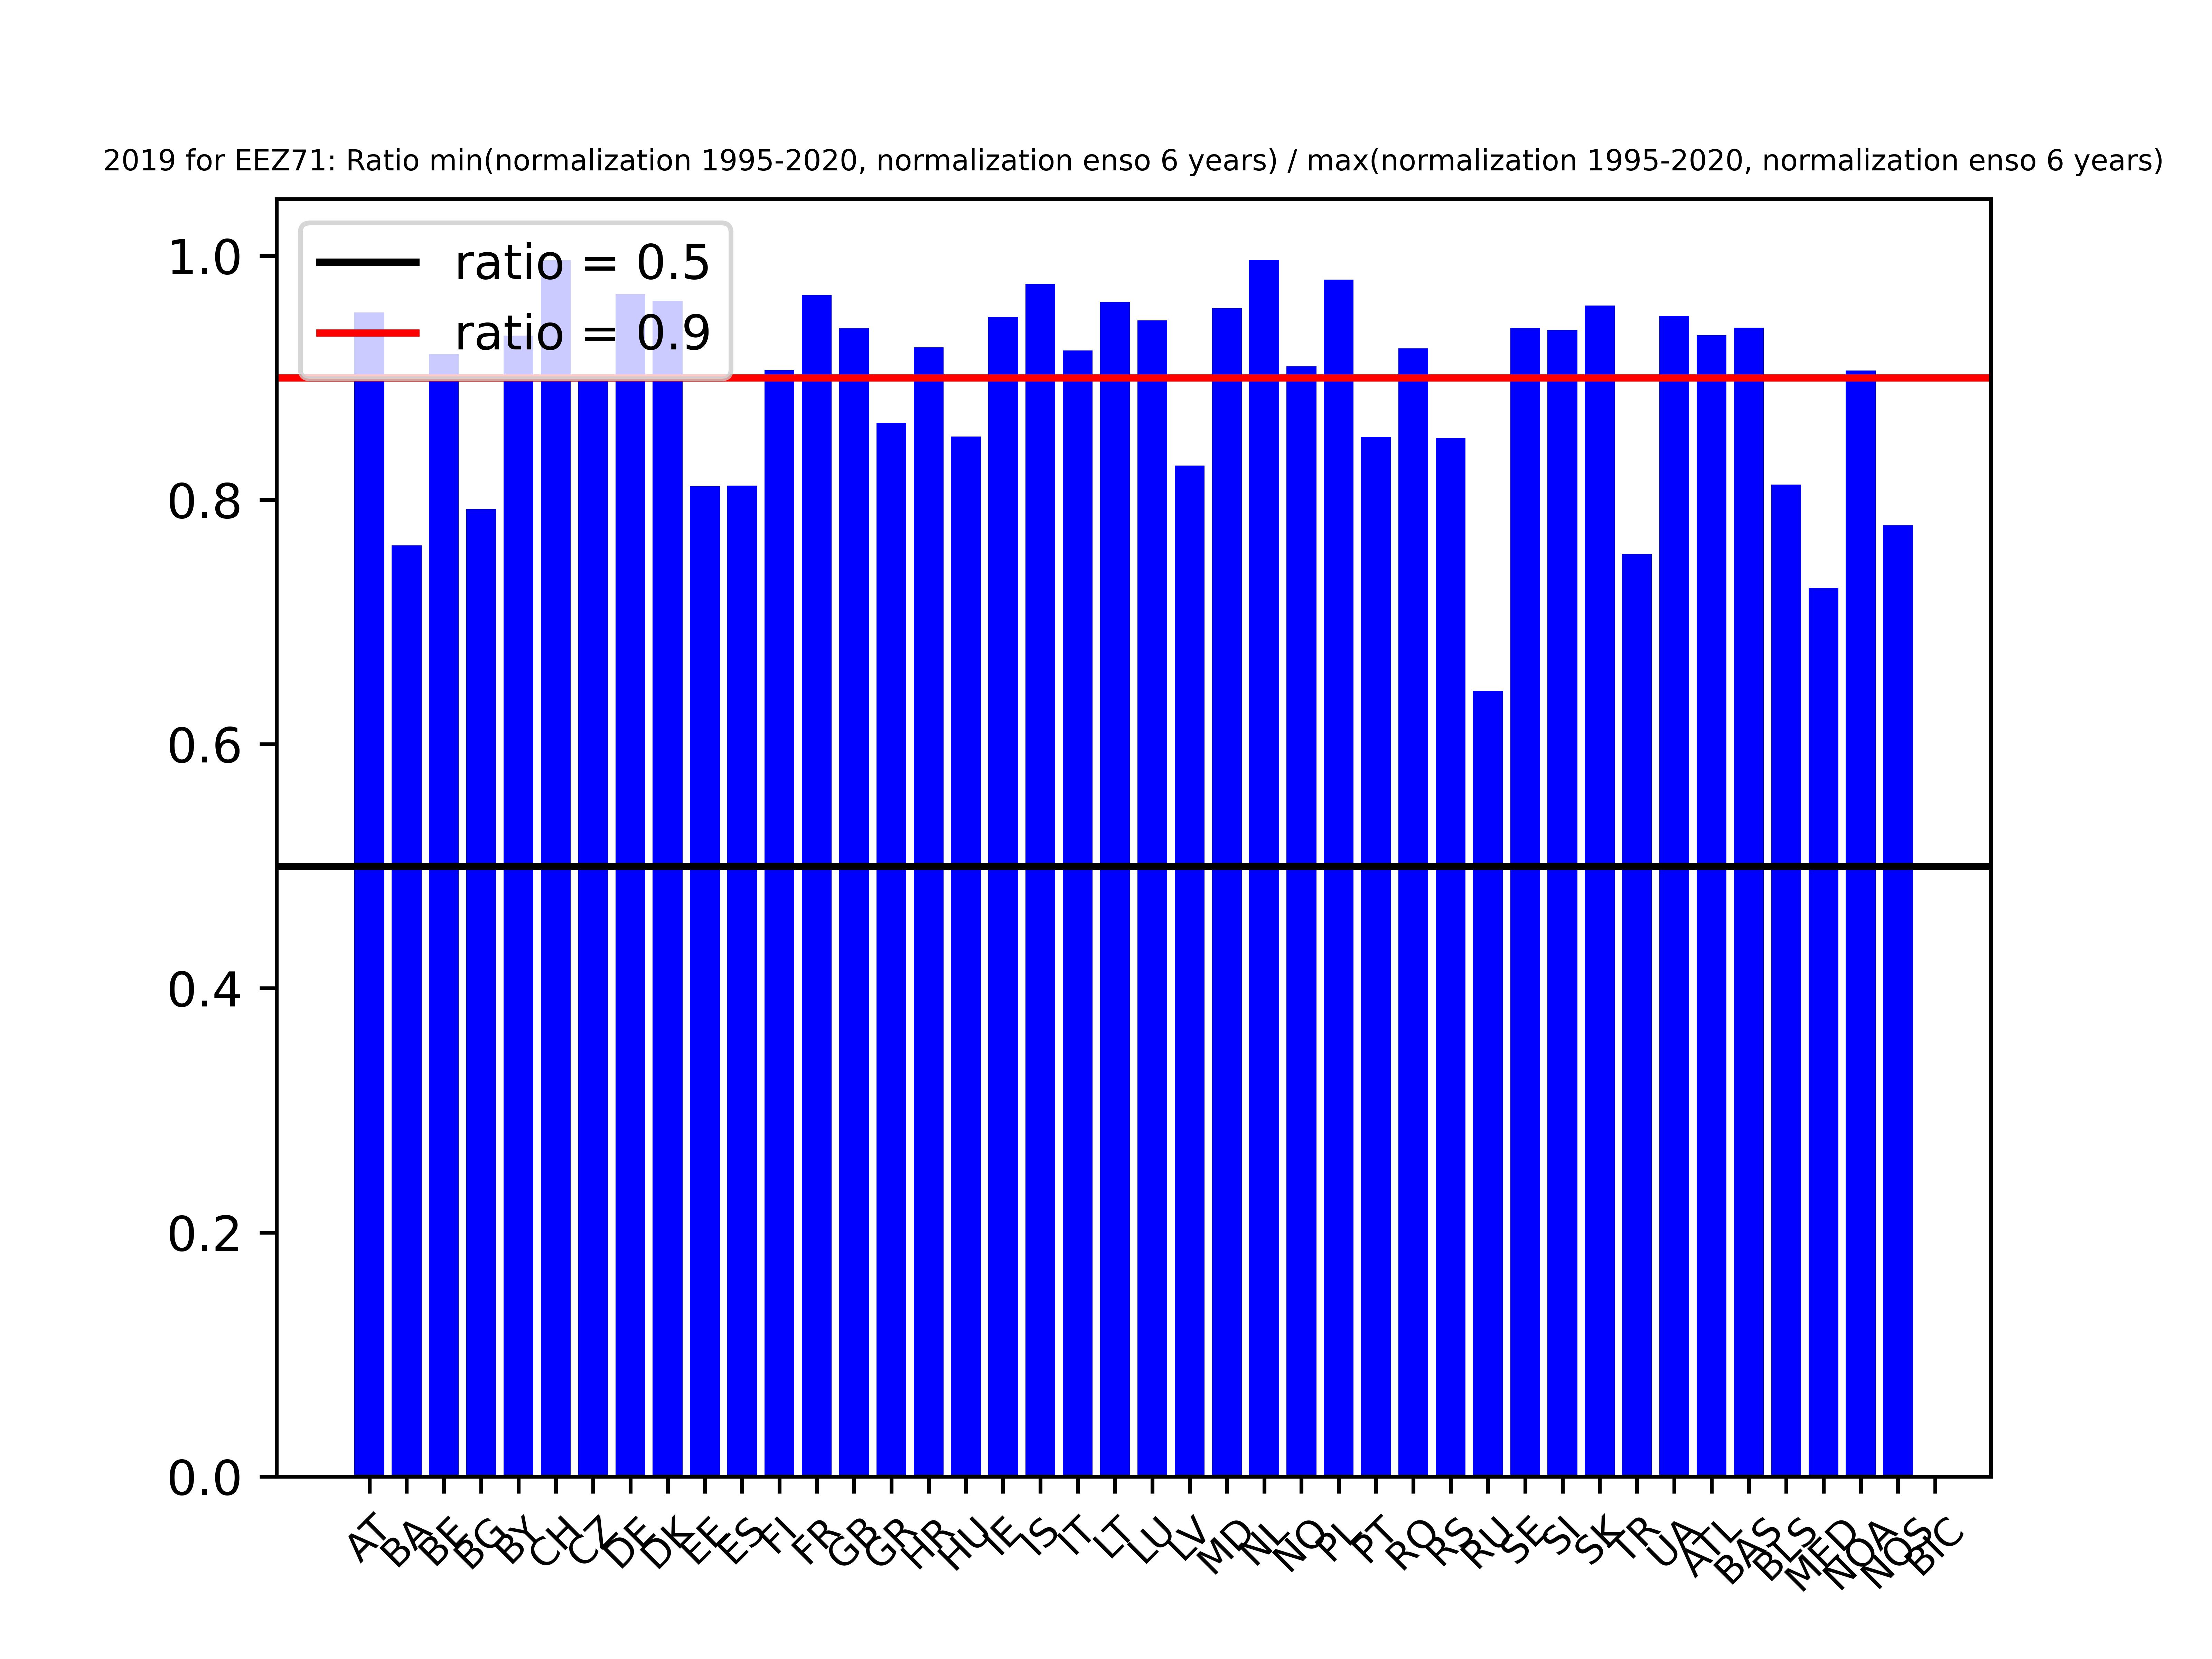 2019 for EEZ71: Ratio min(normalization 1995-2020, normalization enso 6 years) / max(normalization 1995-2020, normalization enso 6 years)
ratio = 0.5
ratio = 0.9
1.0
0.8
0.6
0.4
0.2
0.0
AT BA BE BG BY CH CZ DE DK EE ES FI FR GB GR HR HU IE IS IT LT LU LV MD NL NO PL PT RO RS RU SE SI SK TR UA ATL BAS BLS MED NOA NOS BIC